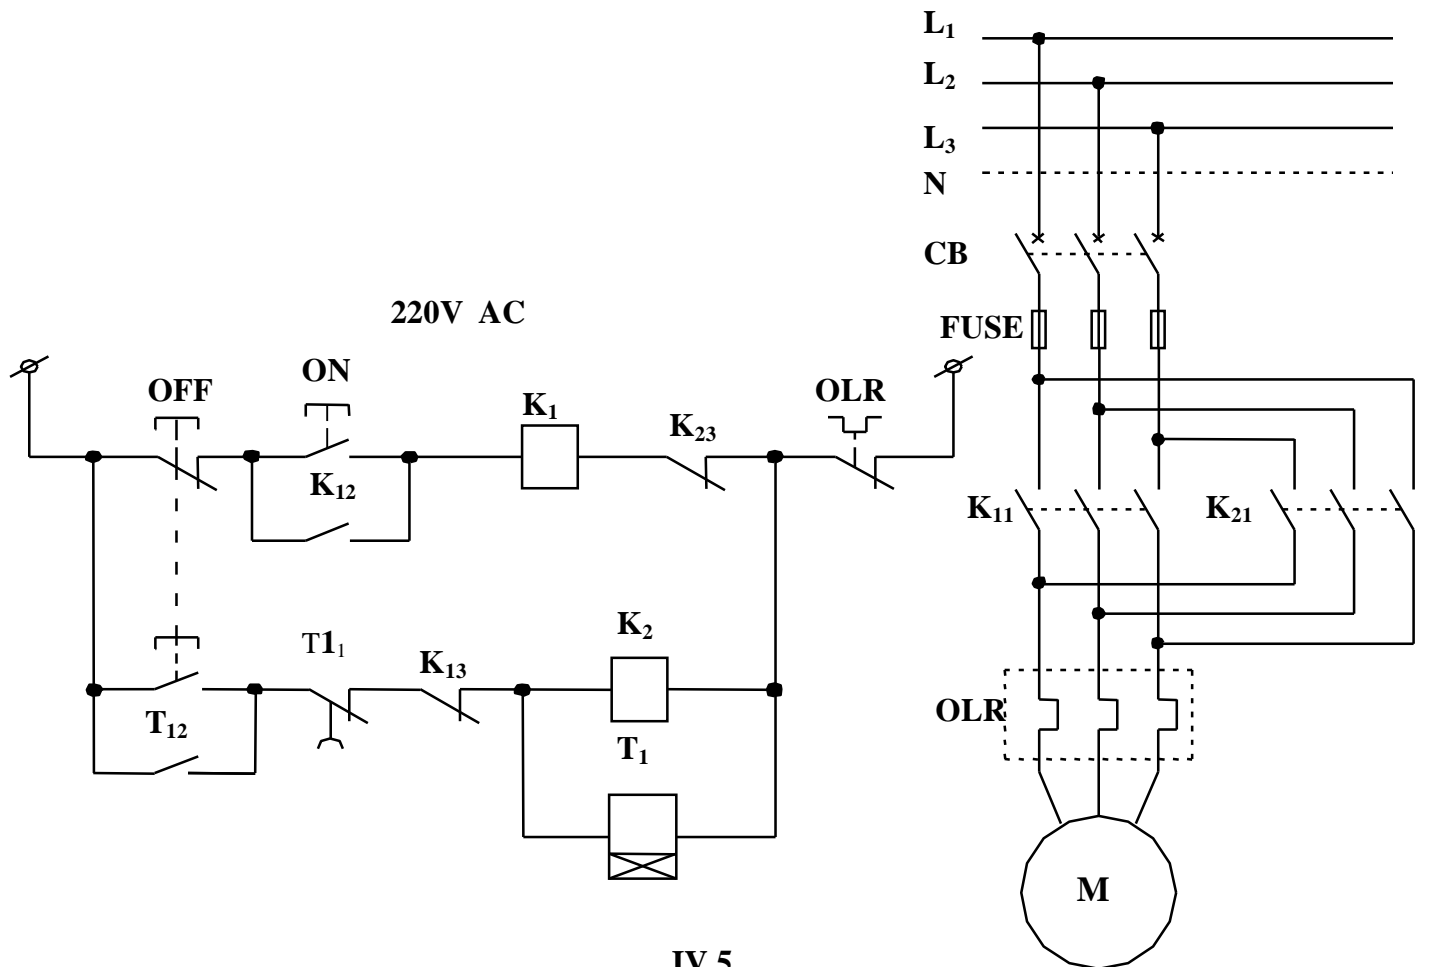 L₁
L₂
L₃
N
CB
220V AC
FUSE
OFF
ON
K₁
OLR
K₂₃
K₁₂
K₁₁
K₂₁
T1₁
K₁₃
K₂
T₁₂
T₁
OLR
M
IV.5